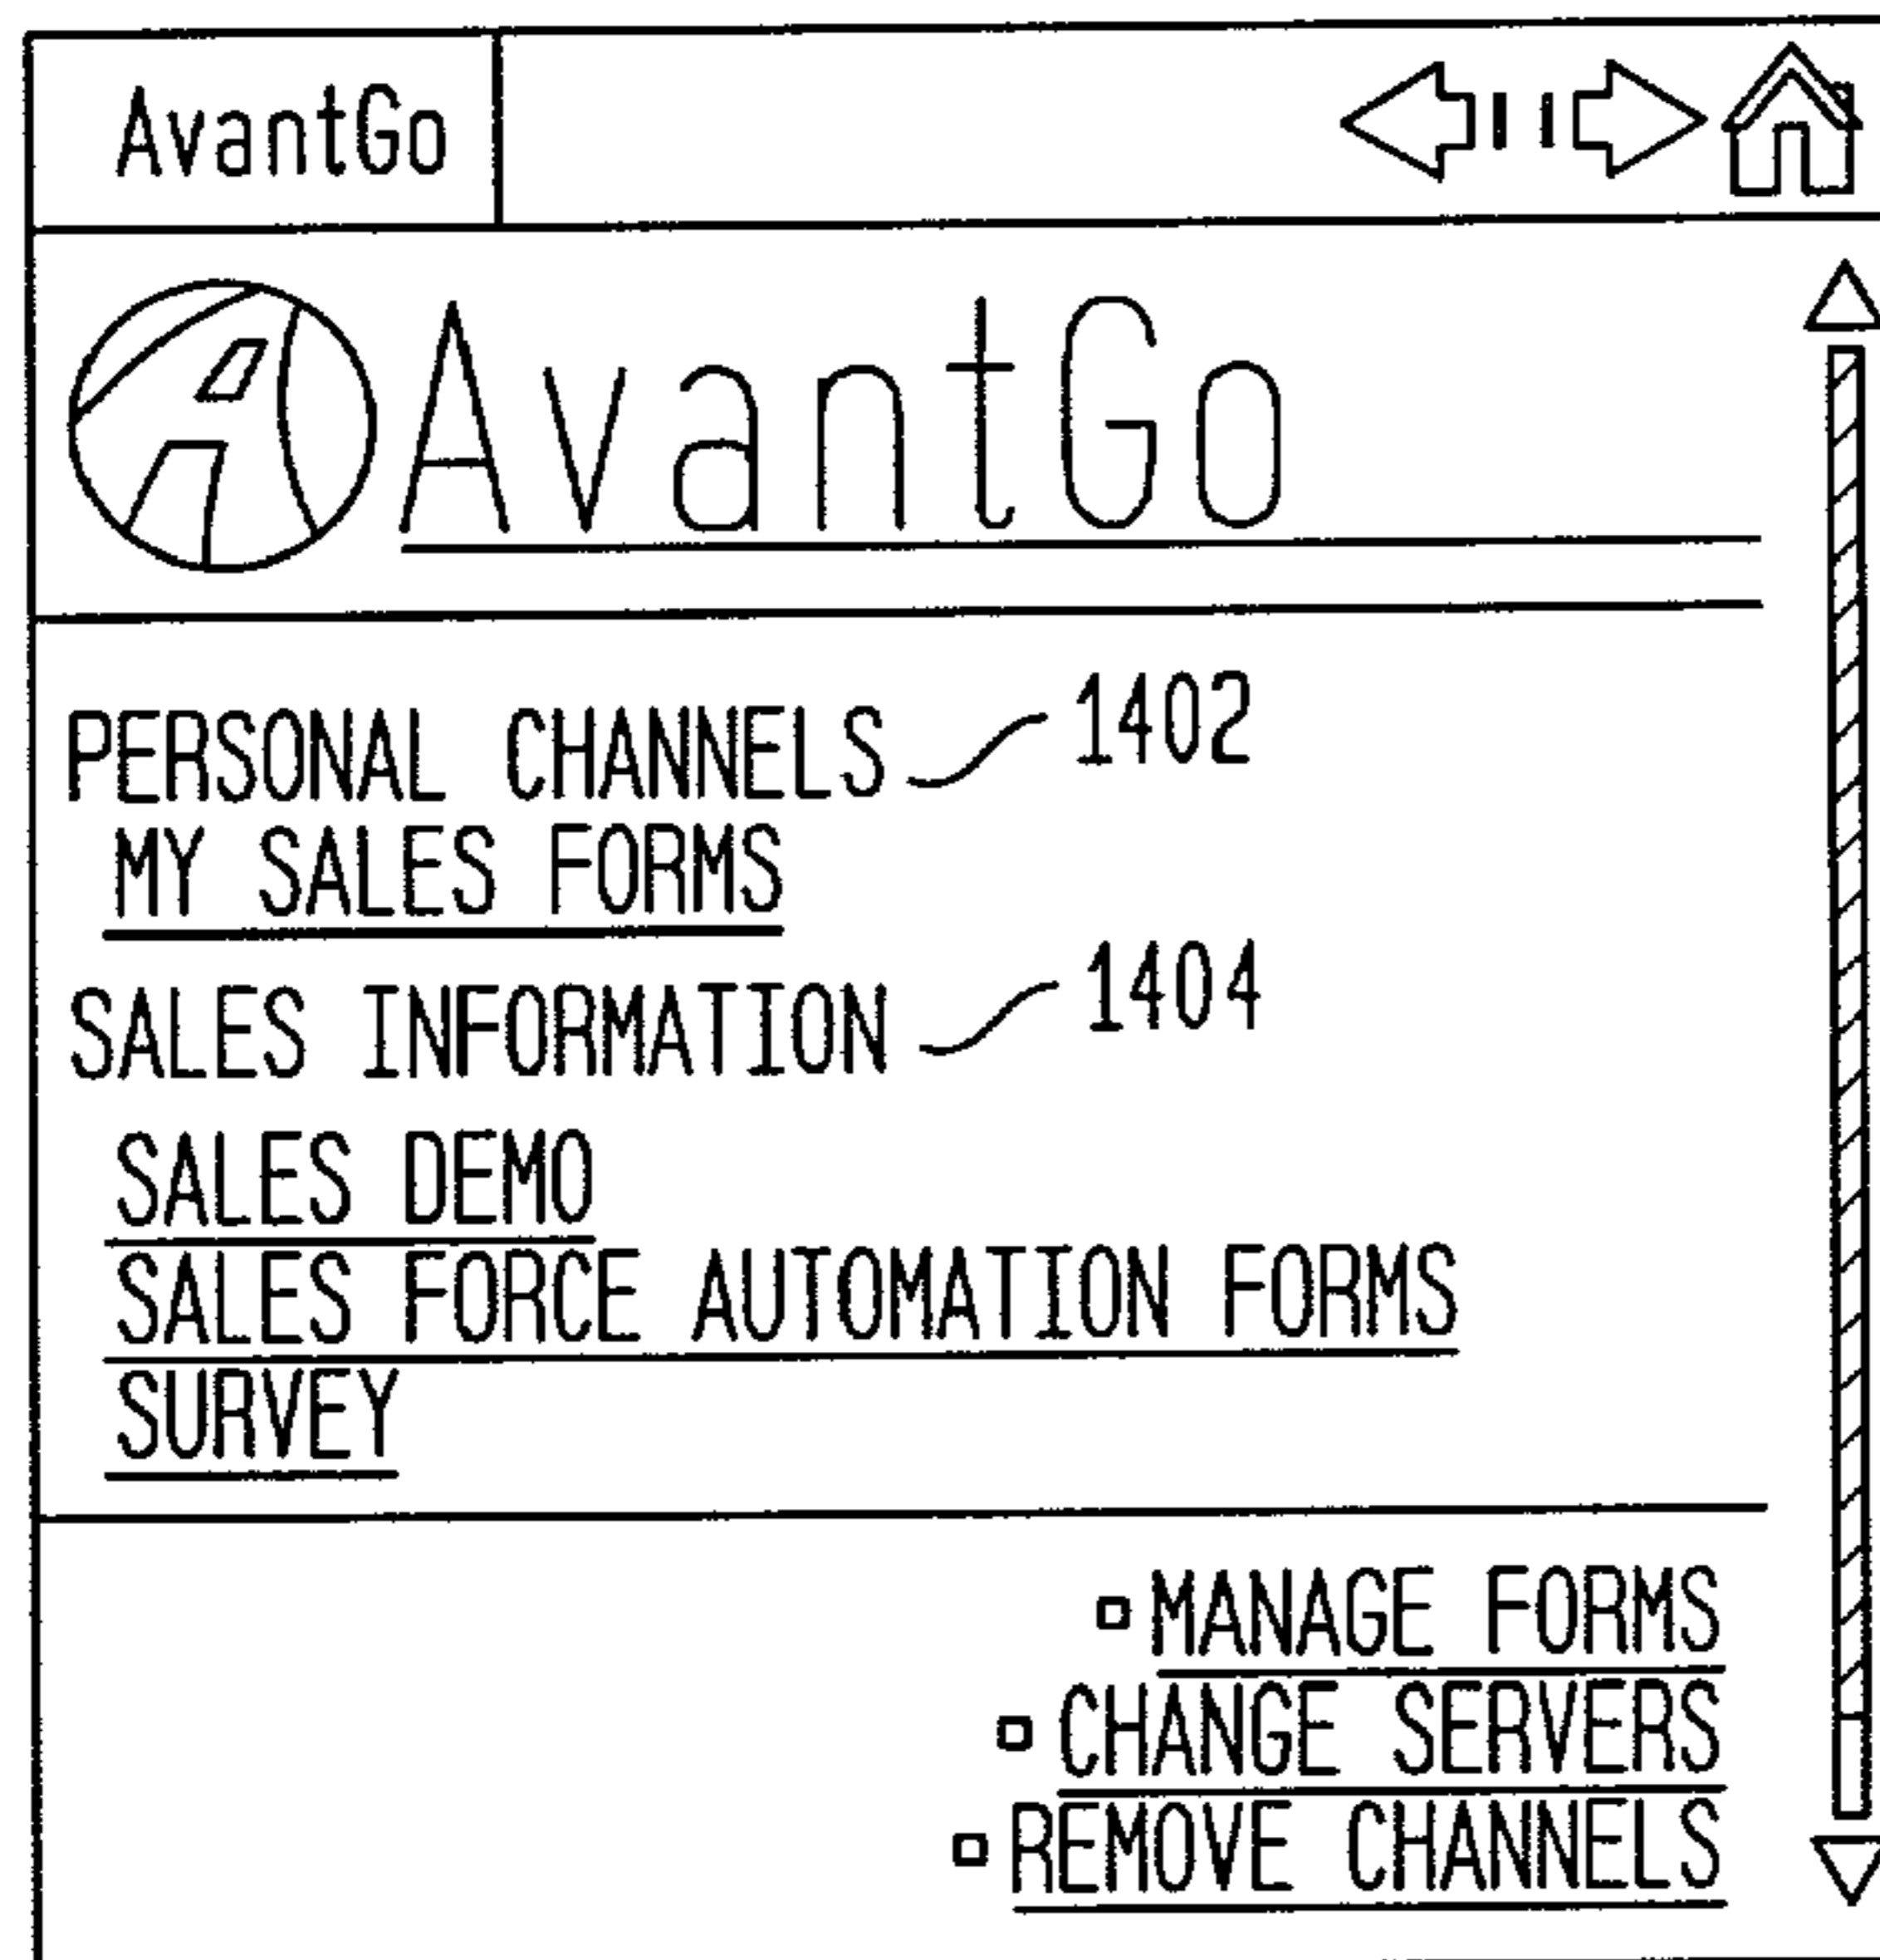 AvantGo
AvantGo
PERSONAL CHANNELS 1402
MY SALES FORMS
SALES INFORMATION 1404
SALES DEMO
SALES FORCE AUTOMATION FORMS
SURVEY
MANAGE FORMS
CHANGE SERVERS
REMOVE CHANNELS